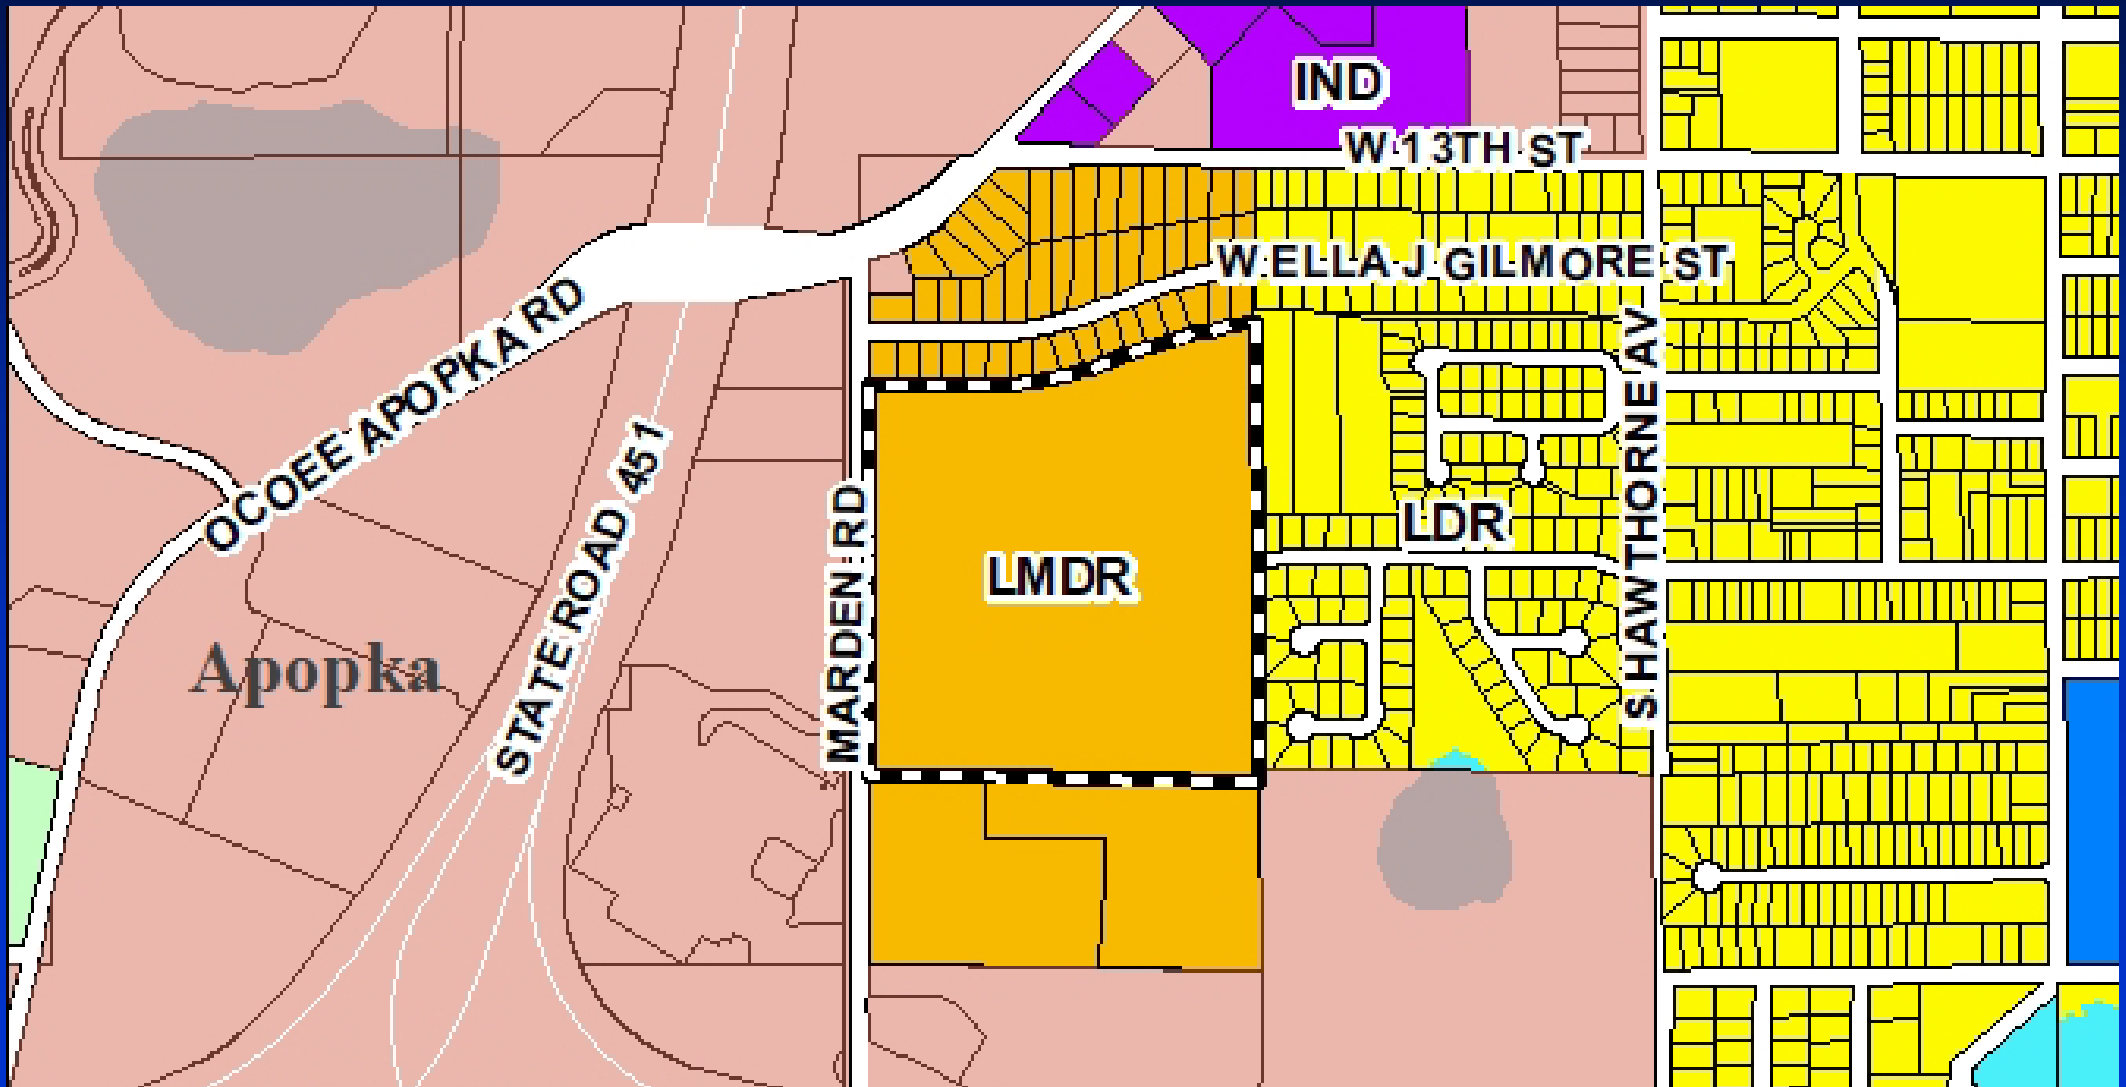 IND
W 13TH ST
W ELLA J GILMORE ST
OCOEE APOPKA RD
STATE ROAD 451
MARDEN RD
LMDR
LDR
S HAWTHORNE AV
Apopka